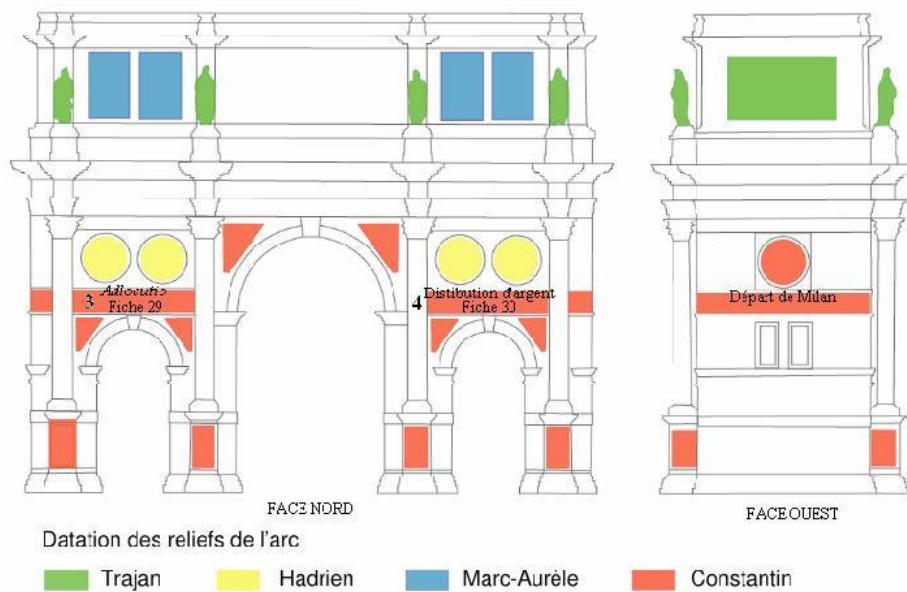 3 Adlocutio
Fiche 29
4 Distibution d'argent
Fiche 30
Départ de Milan
FACE NORD
FACE OUEST
Datation des reliefs de l'arc
Trajan
Hadrien
Marc-Aurèle
Constantin